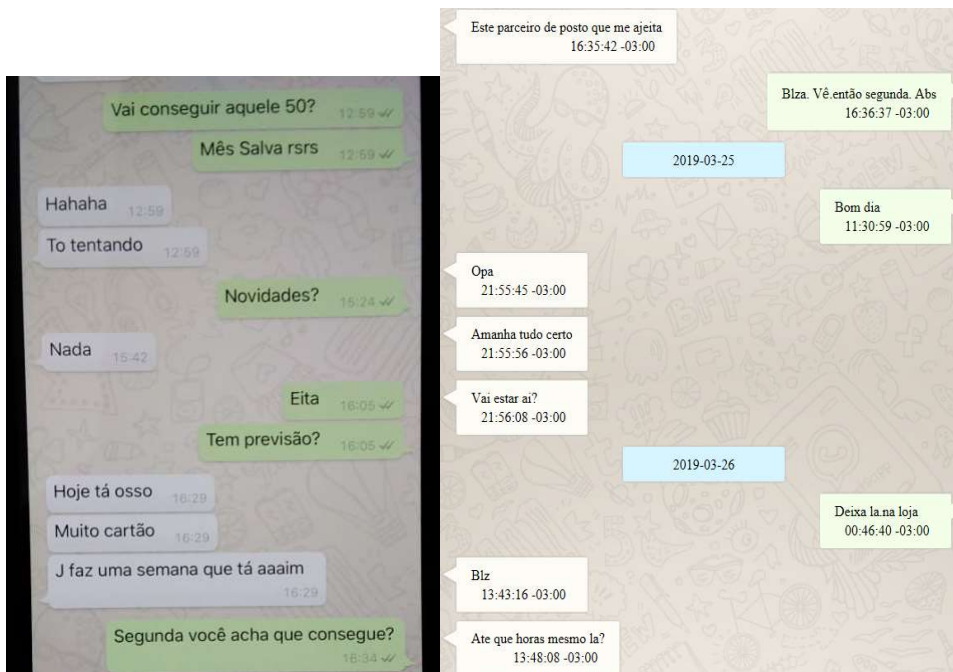 Vai conseguir aquele 50? 12:59
Mês Salva rsrs 12:59
Hahaha 12:59
To tentando 12:59
Novidades? 15:24
Nada 15:42
Eita 16:05
Tem previsão? 16:05
Hoje tá osso 16:29
Muito cartão 16:29
J faz uma semana que tá aaaim
16:29
Segunda você acha que consegue?
16:34
Este parceiro de posto que me ajeita
16:35:42 -03:00
Blza. Vê.então segunda. Abs
16:36:37 -03:00
2019-03-25
Bom dia
11:30:59 -03:00
Opa
21:55:45 -03:00
Amanha tudo certo
21:55:56 -03:00
Vai estar ai?
21:56:08 -03:00
2019-03-26
Deixa la.na loja
00:46:40 -03:00
Blz
13:43:16 -03:00
Ate que horas mesmo la?
13:48:08 -03:00